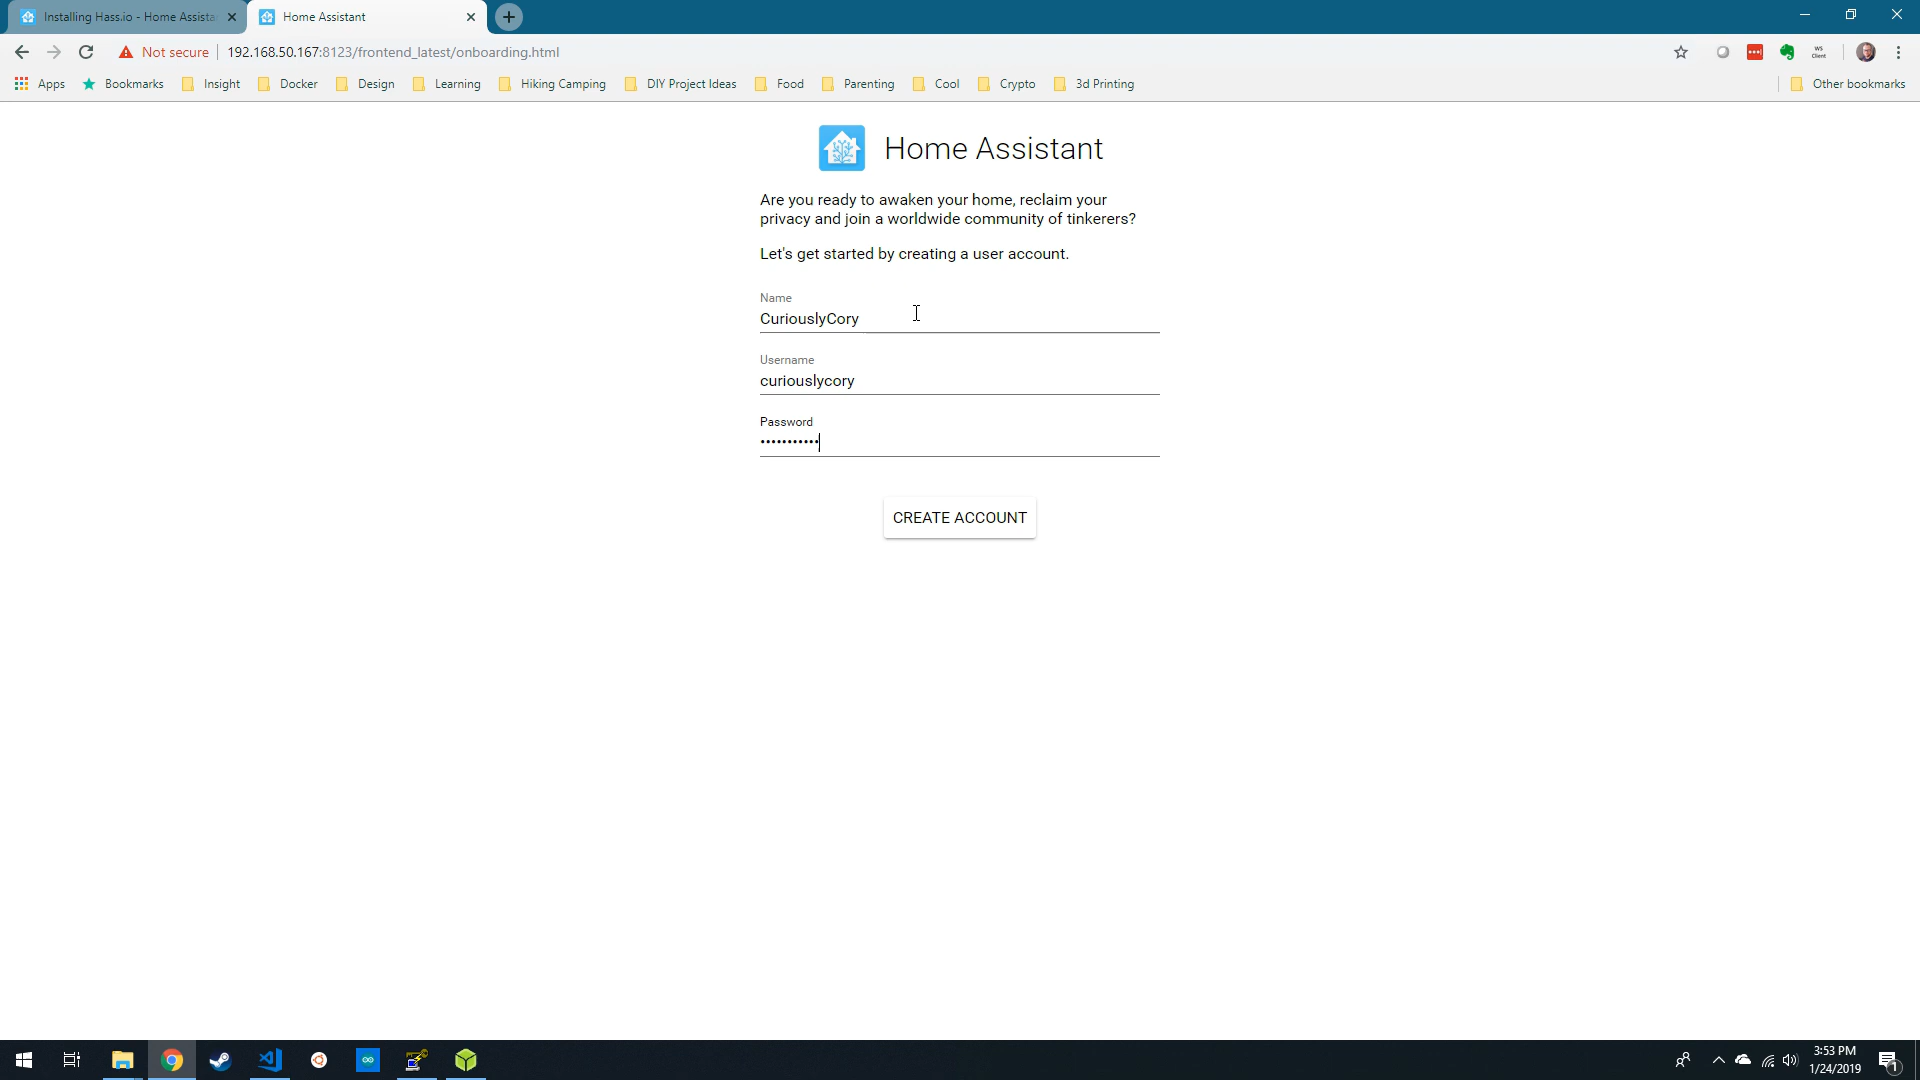 Installing Hass.io - Home Assista
Home Assistant
Not secure
192.168.50.167:8123/frontend_latest/onboarding.html
WS
Client
Apps
Bookmarks
Insight
Docker
Design
Learning
Hiking Camping
DIY Project Ideas
Food
Parenting
Cool
Crypto
3d Printing
Other bookmarks
Home Assistant
Are you ready to awaken your home, reclaim your
privacy and join a worldwide community of tinkerers?
Let's get started by creating a user account.
Name
CuriouslyCory
Username
curiouslycory
Password
•••••••••••
CREATE ACCOUNT
3:53 PM
1/24/2019
1